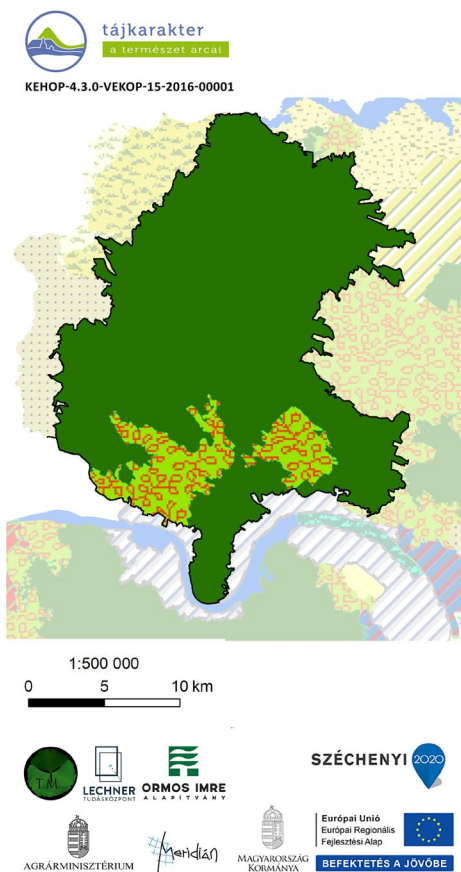 tájkarakter
a természet arcai
KEHOP-4.3.0-VEKOP-15-2016-00001
1:500 000
0 5 10 km
T.M.
LECHNER
TUDÁSKÖZPONT
ORMOS IMRE
ALAPÍTVÁNY
SZÉCHENYI 2020
AGRÁRMINISZTÉRIUM
Meridián
MAGYARORSZÁG
KORMÁNYA
Európai Unió
Európai Regionális
Fejlesztési Alap
BEFEKTETÉS A JÖVŐBE